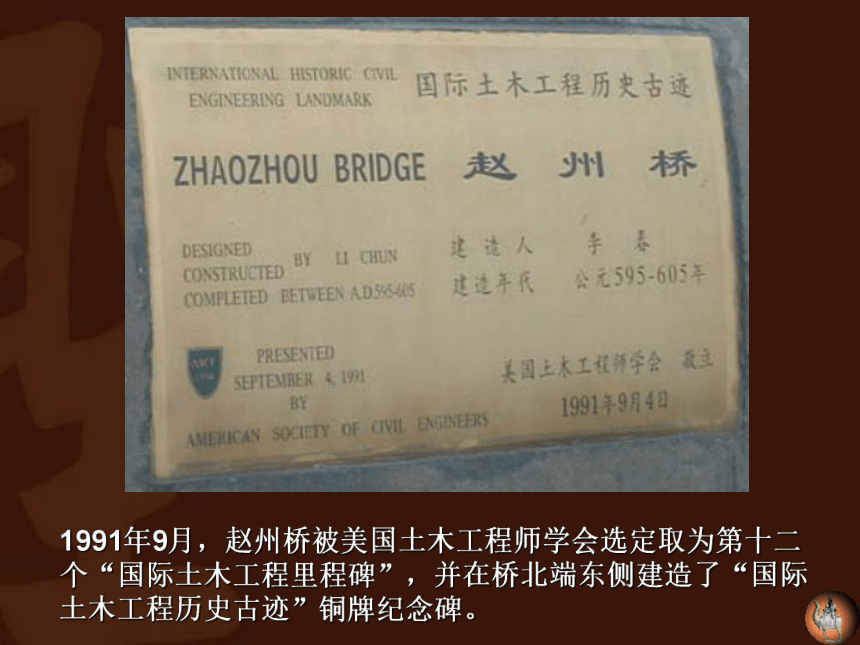 INTERNATIONAL HISTORIC CIVIL
ENGINEERING LANDMARK
国际土木工程历史古迹
ZHAOZHOU BRIDGE 赵州桥
DESIGNED
CONSTRUCTED
BY LI CHUN
COMPLETED BETWEEN A.D.595-605
建造人 李春
建造年代 公元595-605年
ASCE
PRESENTED
SEPTEMBER 4, 1991
BY
AMERICAN SOCIETY OF CIVIL ENGINEERS
美国土木工程师学会 敬立
1991年9月4日
1991年9月，赵州桥被美国土木工程师学会选定取为第十二
个“国际土木工程里程碑”，并在桥北端东侧建造了“国际
土木工程历史古迹”铜牌纪念碑。